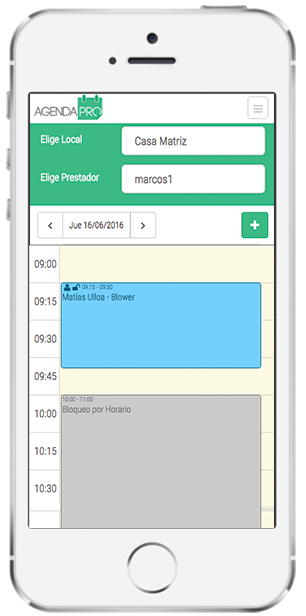 AGENDA PRO
Elige Local
Casa Matriz
Elige Prestador
marcos1
Jue 16/06/2016
09:00
09:15
09:15 - 09:50
Matías Ulloa - Blower
09:30
09:45
10:00
10:00 - 11:00
Bloqueo por Horario
10:15
10:30